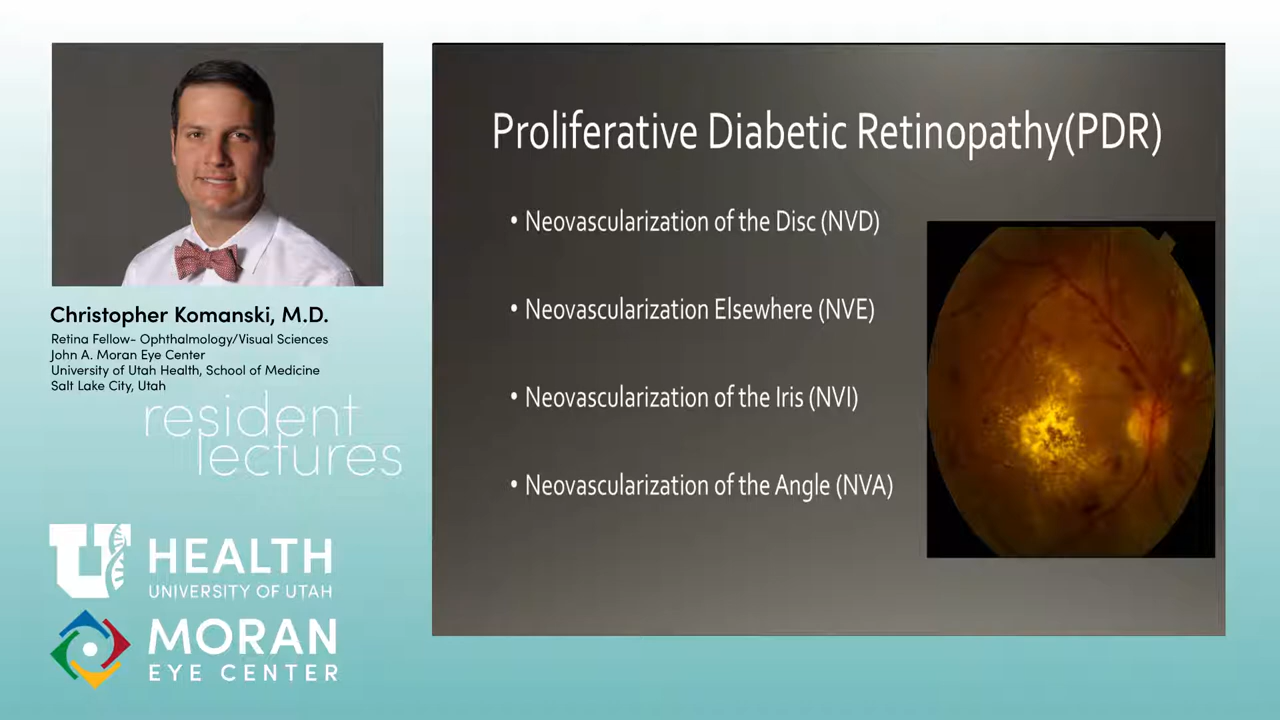 Christopher Komanski, M.D.
Retina Fellow- Ophthalmology/Visual Sciences
John A. Moran Eye Center
University of Utah Health, School of Medicine
Salt Lake City, Utah
resident
lectures
U HEALTH
UNIVERSITY OF UTAH
MORAN
EYE CENTER
Proliferative Diabetic Retinopathy(PDR)
• Neovascularization of the Disc (NVD)
• Neovascularization Elsewhere (NVE)
• Neovascularization of the Iris (NVI)
• Neovascularization of the Angle (NVA)